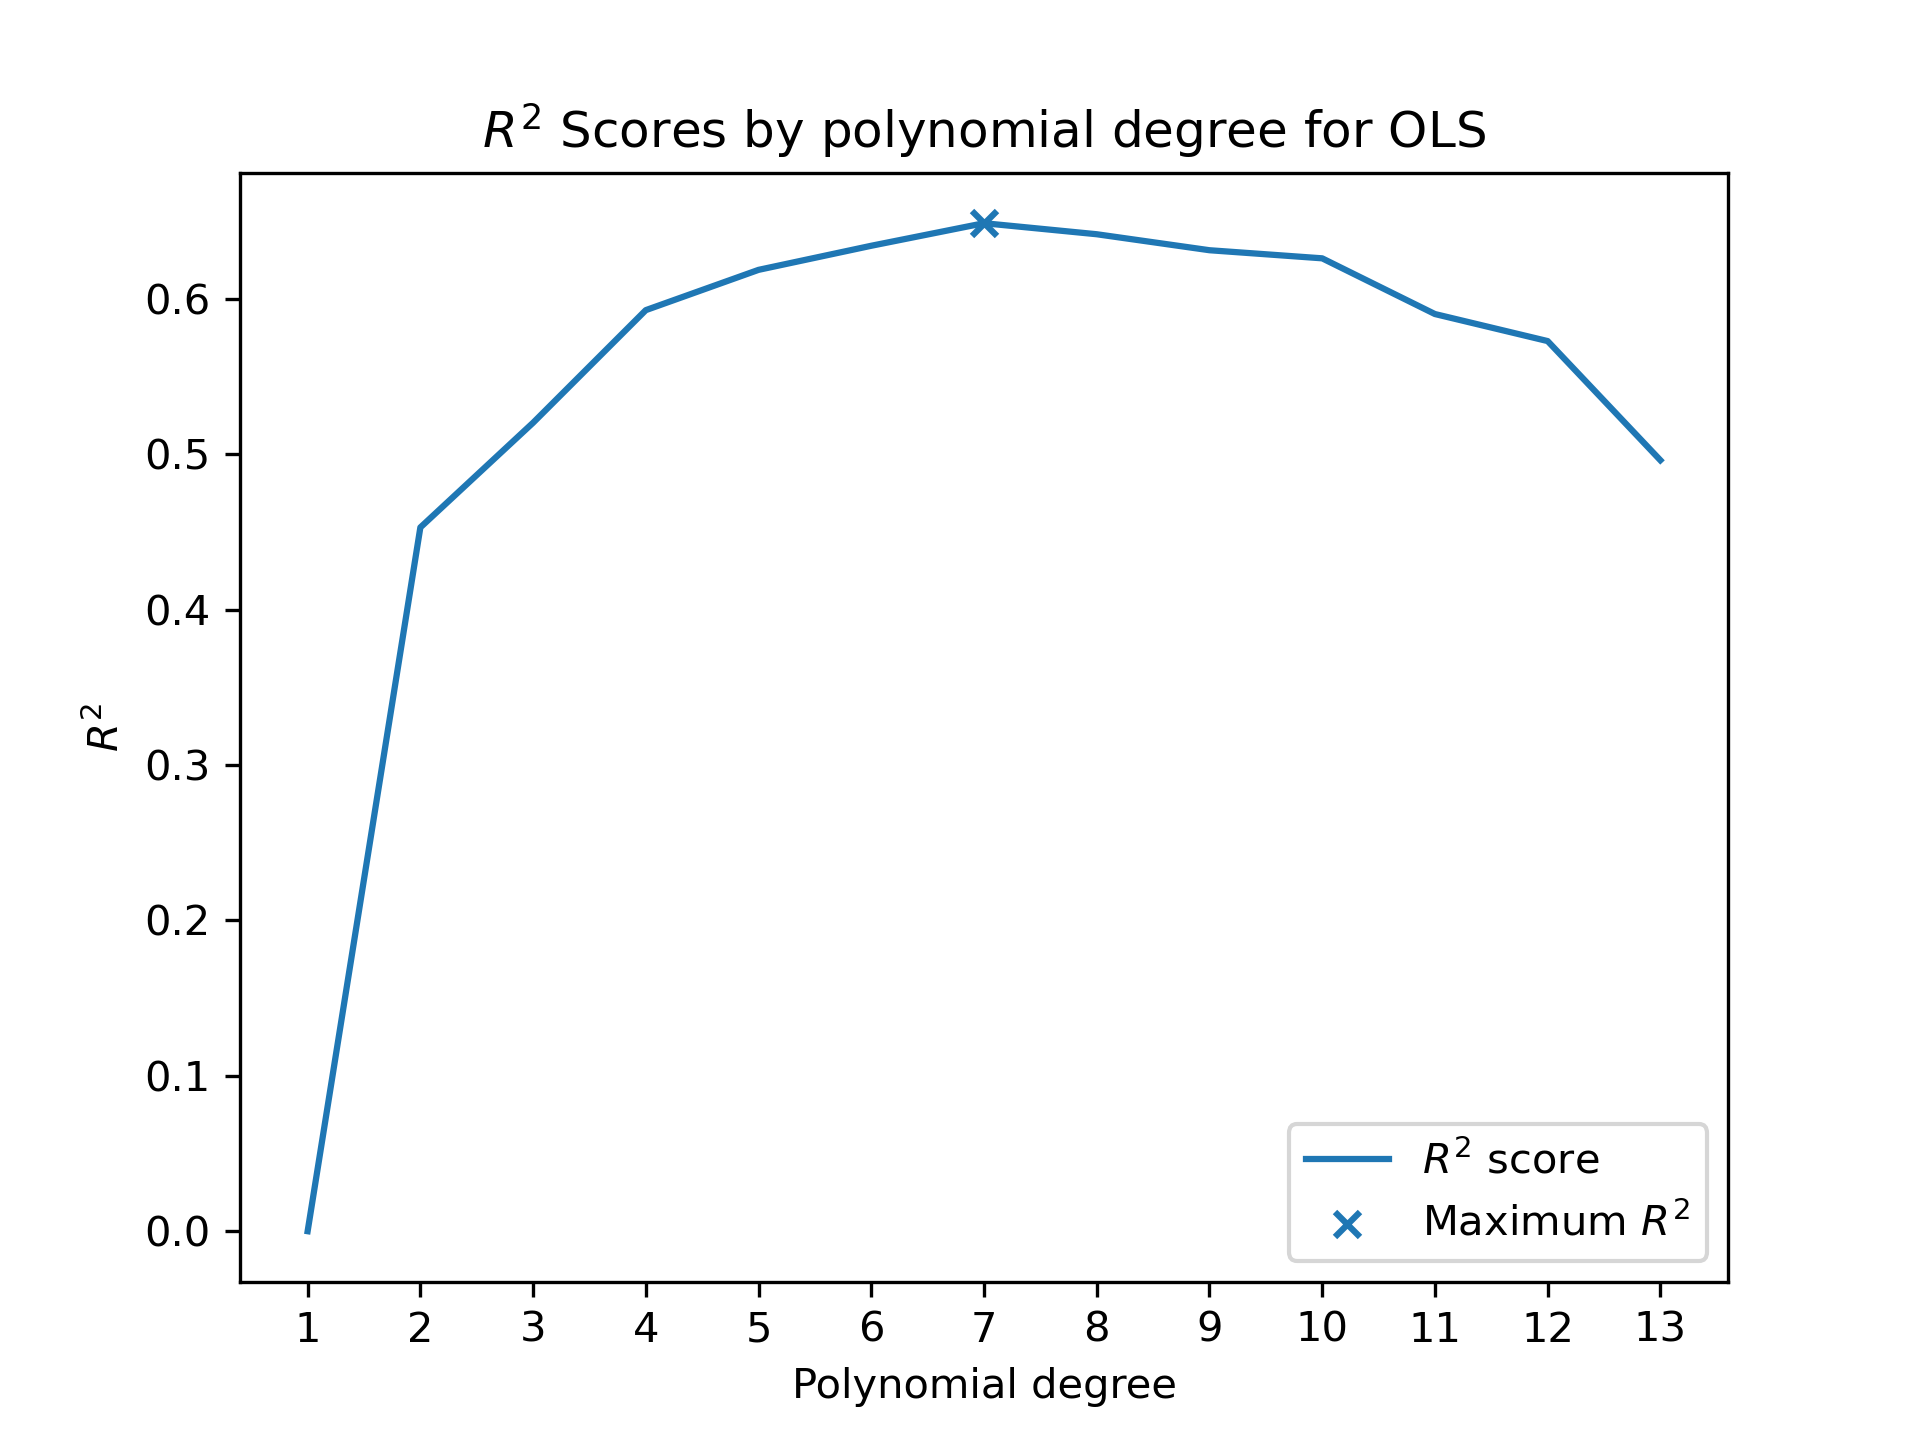 R² Scores by polynomial degree for OLS
R²
0.6
0.5
0.4
0.3
0.2
0.1
0.0
R² score
Maximum R²
1 2 3 4 5 6 7 8 9 10 11 12 13
Polynomial degree